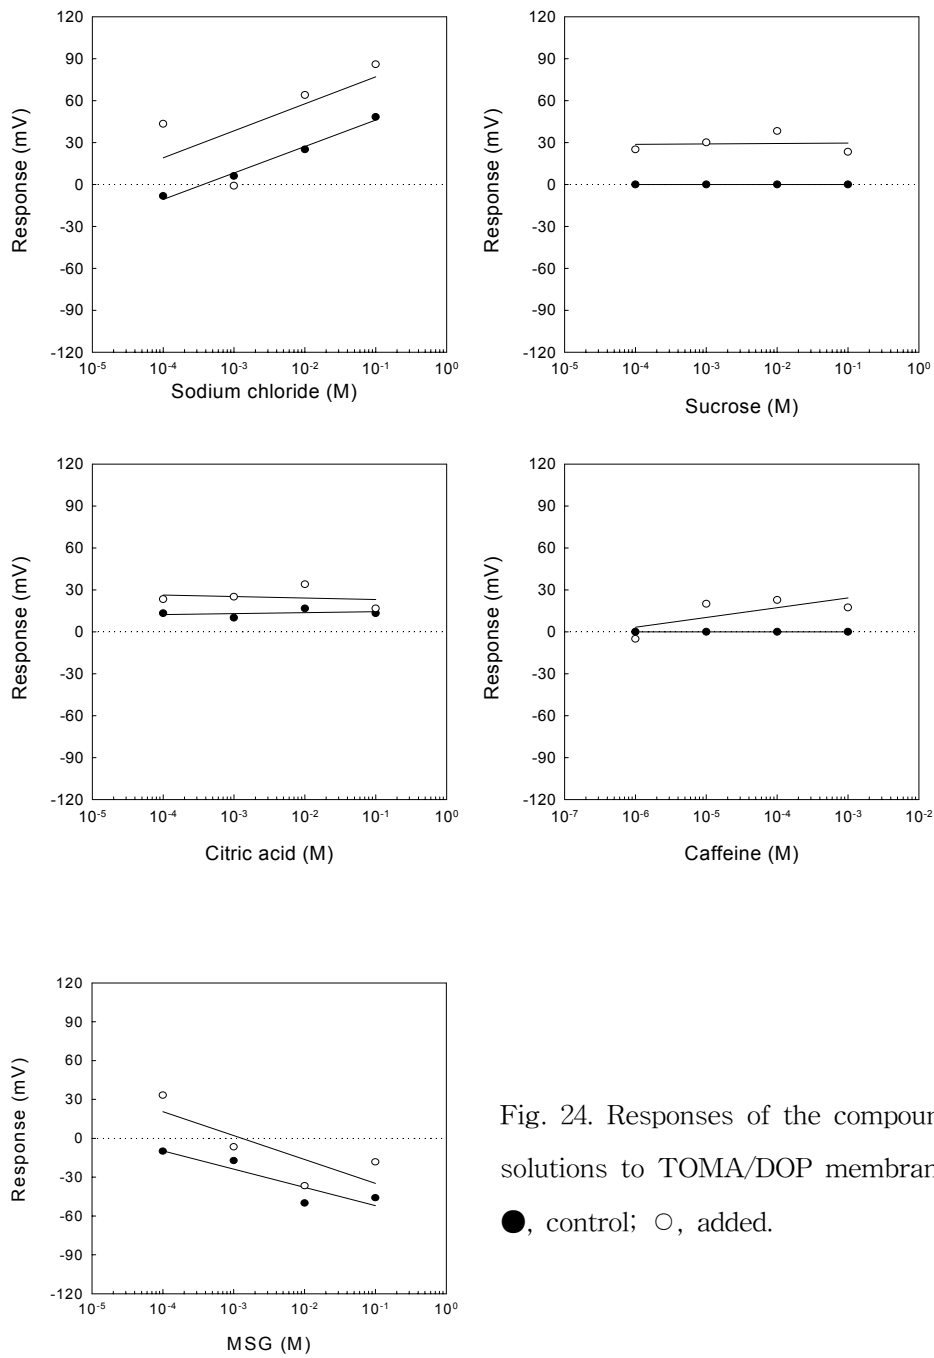 120
90
60
30
0
-30
-60
-90
-120
Response (mV)
10-5 10-4 10-3 10-2 10-1 100
Sodium chloride (M)
120
90
60
30
0
-30
-60
-90
-120
Response (mV)
10-5 10-4 10-3 10-2 10-1 100
Sucrose (M)
120
90
60
30
0
-30
-60
-90
-120
Response (mV)
10-5 10-4 10-3 10-2 10-1 100
Citric acid (M)
120
90
60
30
0
-30
-60
-90
-120
Response (mV)
10-7 10-6 10-5 10-4 10-3 10-2
Caffeine (M)
120
90
60
30
0
-30
-60
-90
-120
Response (mV)
10-5 10-4 10-3 10-2 10-1 100
MSG (M)
Fig. 24. Responses of the compoun
solutions to TOMA/DOP membran
●, control; ○, added.